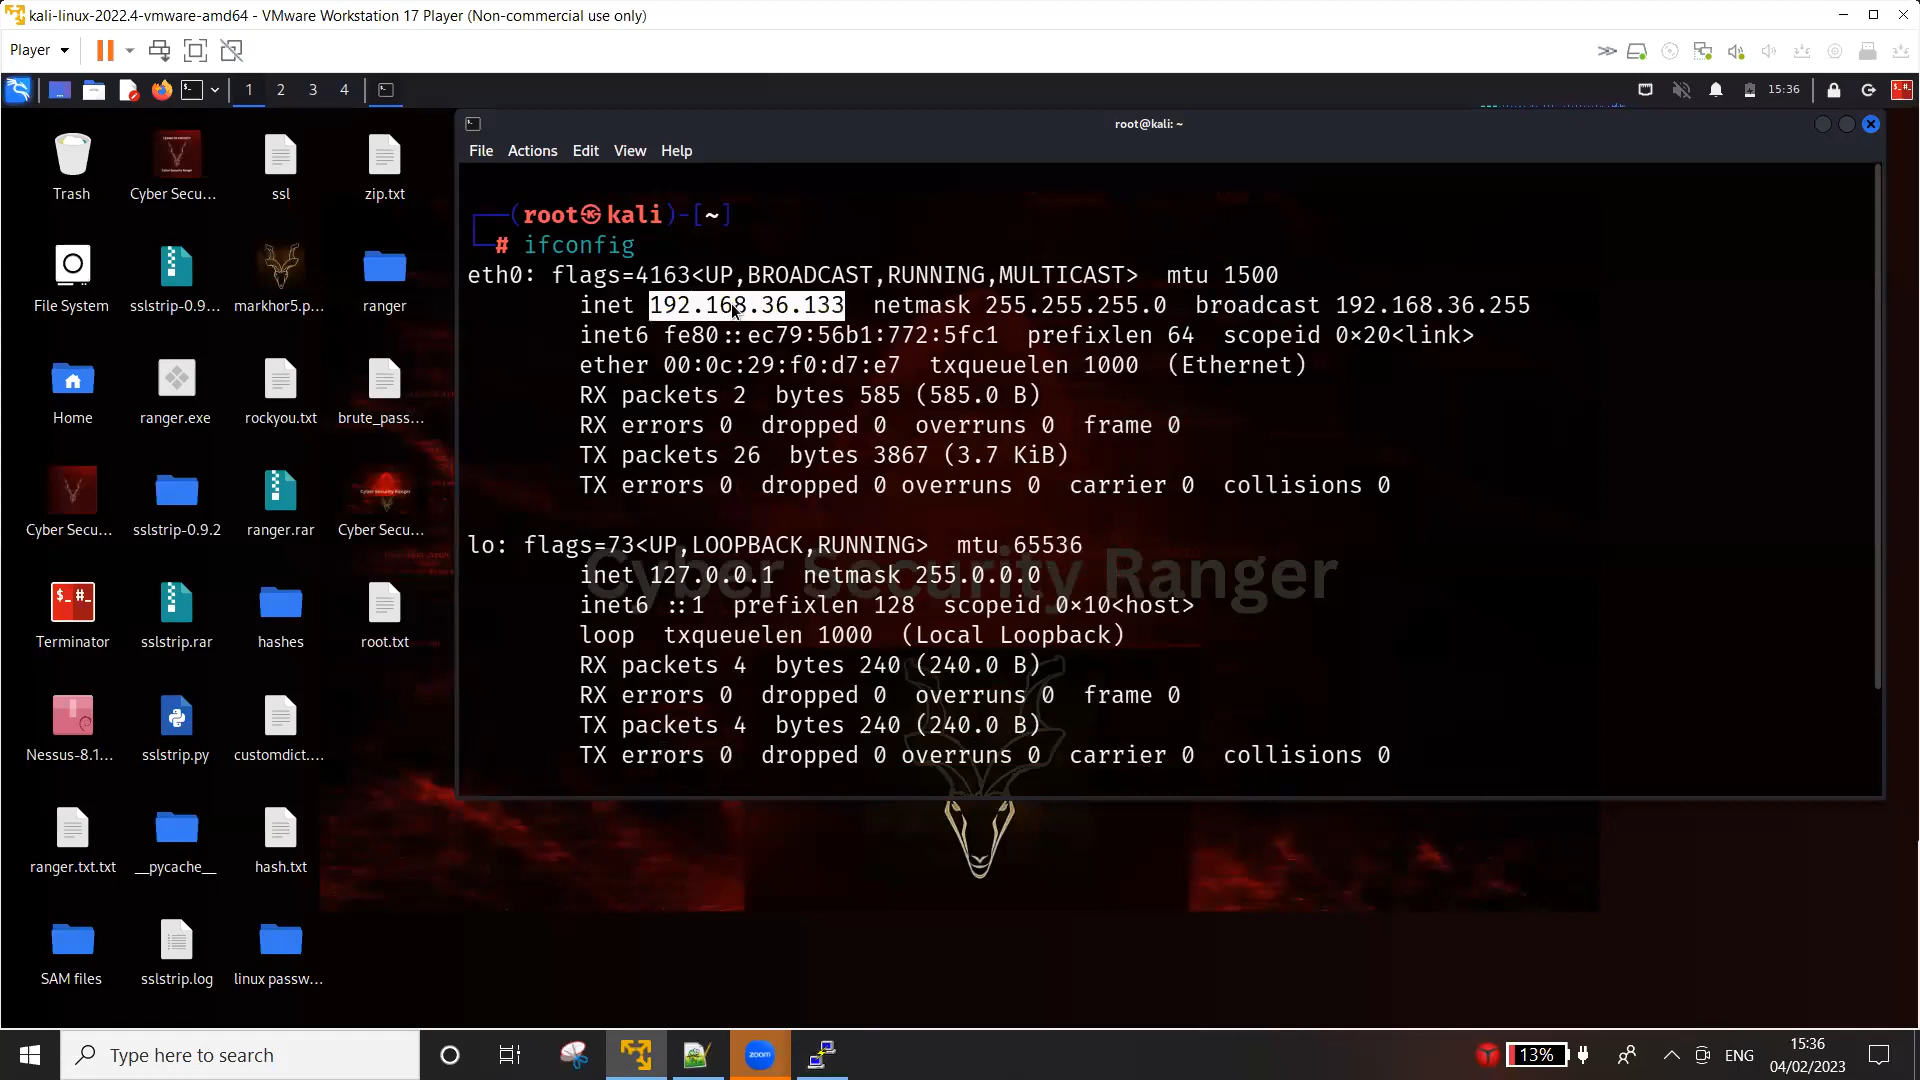 kali-linux-2022.4-vmware-amd64 - VMware Workstation 17 Player (Non-commercial use only)
Player
1 2 3 4
15:36
root@kali: ~
File Actions Edit View Help
Trash
Cyber Secu...
ssl
zip.txt
File System
sslstrip-0.9...
markhor5.p...
ranger
Home
ranger.exe
rockyou.txt
brute_pass...
Cyber Secu...
sslstrip-0.9.2
ranger.rar
Cyber Secu...
Terminator
sslstrip.rar
hashes
root.txt
Nessus-8.1...
sslstrip.py
customdict....
ranger.txt.txt
__pycache__
hash.txt
SAM files
sslstrip.log
linux passw...
(root㉿kali)-[~]
# ifconfig
eth0: flags=4163<UP,BROADCAST,RUNNING,MULTICAST>  mtu 1500
inet 192.168.36.133  netmask 255.255.255.0  broadcast 192.168.36.255
inet6 fe80::ec79:56b1:772:5fc1  prefixlen 64  scopeid 0×20<link>
ether 00:0c:29:f0:d7:e7  txqueuelen 1000  (Ethernet)
RX packets 2  bytes 585 (585.0 B)
RX errors 0  dropped 0  overruns 0  frame 0
TX packets 26  bytes 3867 (3.7 KiB)
TX errors 0  dropped 0 overruns 0  carrier 0  collisions 0
lo: flags=73<UP,LOOPBACK,RUNNING>  mtu 65536
inet 127.0.0.1  netmask 255.0.0.0
inet6 ::1  prefixlen 128  scopeid 0×10<host>
loop  txqueuelen 1000  (Local Loopback)
RX packets 4  bytes 240 (240.0 B)
RX errors 0  dropped 0  overruns 0  frame 0
TX packets 4  bytes 240 (240.0 B)
TX errors 0  dropped 0 overruns 0  carrier 0  collisions 0
Cyber Security Ranger
Type here to search
zoom
13%
ENG
15:36
04/02/2023